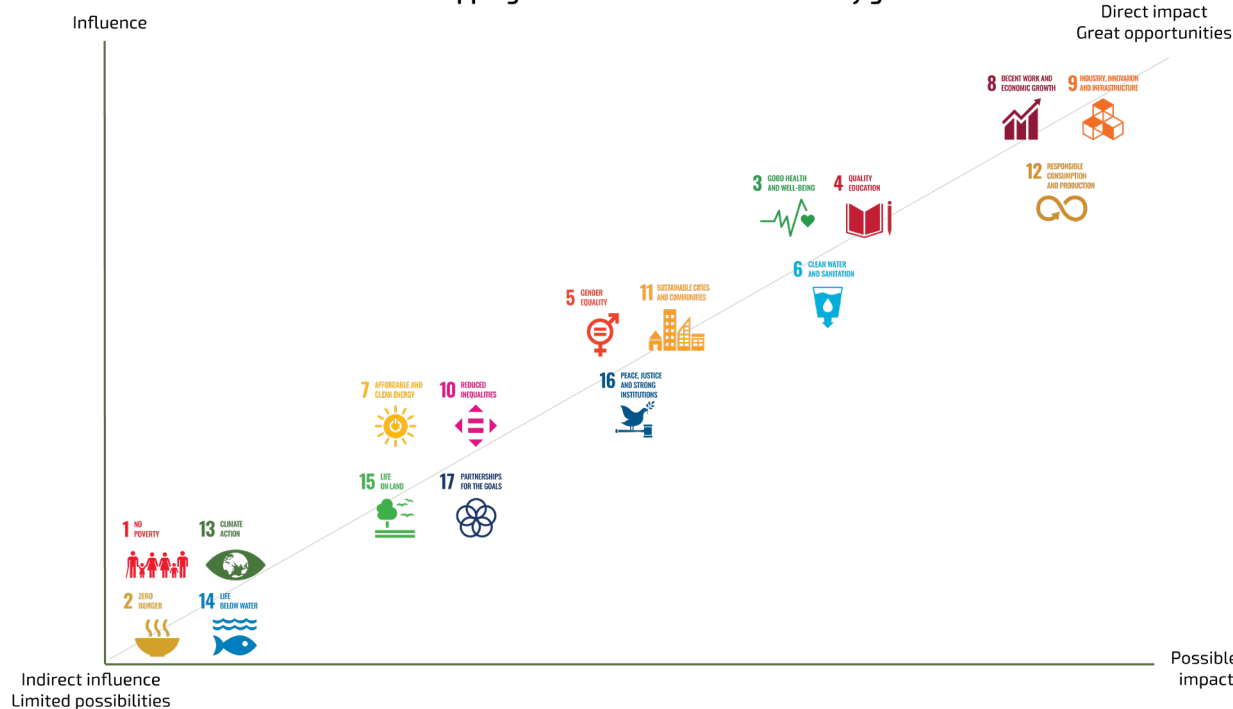 Influence
Direct impact
Great opportunities
8 DECENT WORK AND
ECONOMIC GROWTH
9 INDUSTRY, INNOVATION
AND INFRASTRUCTURE
12 RESPONSIBLE
CONSUMPTION
AND PRODUCTION
3 GOOD HEALTH
AND WELL-BEING
4 QUALITY
EDUCATION
6 CLEAN WATER
AND SANITATION
5 GENDER
EQUALITY
11 SUSTAINABLE CITIES
AND COMMUNITIES
16 PEACE, JUSTICE
AND STRONG
INSTITUTIONS
7 AFFORDABLE AND
CLEAN ENERGY
10 REDUCED
INEQUALITIES
15 LIFE
ON LAND
17 PARTNERSHIPS
FOR THE GOALS
1 NO
POVERTY
13 CLIMATE
ACTION
2 ZERO
HUNGER
14 LIFE
BELOW WATER
Possible
impact
Indirect influence
Limited possibilities